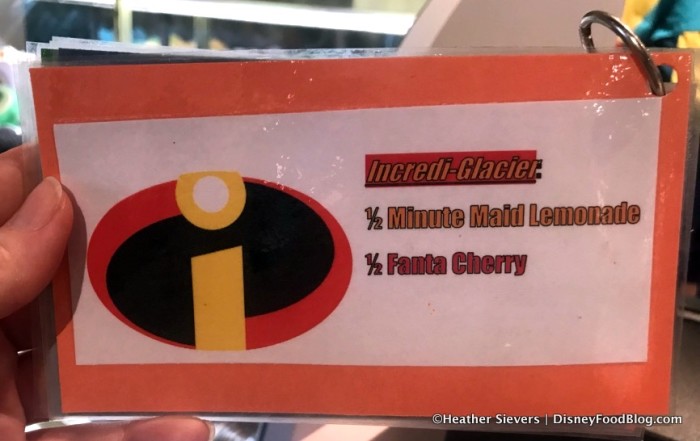 Incredi-Glacier:
½ Minute Maid Lemonade
½ Fanta Cherry
©Heather Sievers | DisneyFoodBlog.com